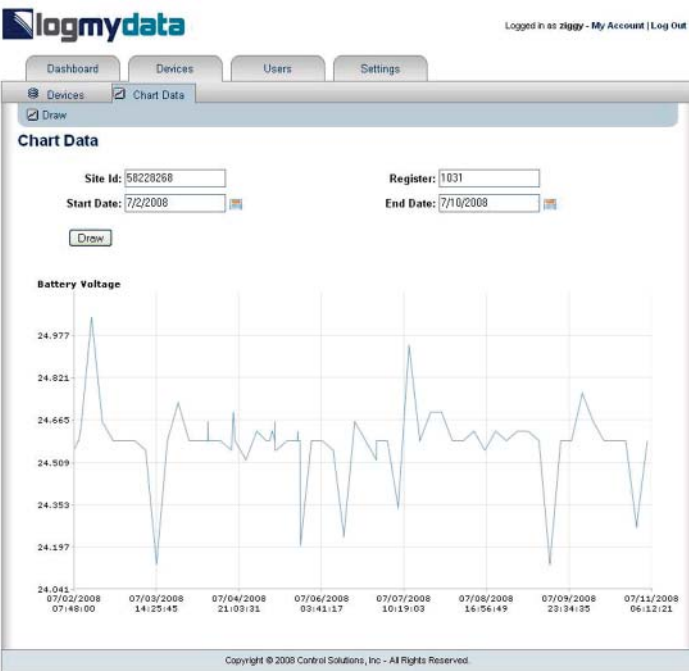 logmydata
Logged in as ziggy - My Account | Log Out
Dashboard Devices Users Settings
Devices Chart Data
Draw
Chart Data
Site Id: 58228268 Register: 1031
Start Date: 7/2/2008 End Date: 7/10/2008
Draw
Battery Voltage
24.977
24.821
24.665
24.509
24.353
24.197
24.041
07/02/2008 07/03/2008 07/04/2008 07/06/2008 07/07/2008 07/08/2008 07/09/2008 07/11/2008
07:48:00 14:25:45 21:03:31 03:41:17 10:19:03 16:56:49 23:34:35 06:12:21
Copyright © 2008 Control Solutions, Inc - All Rights Reserved.